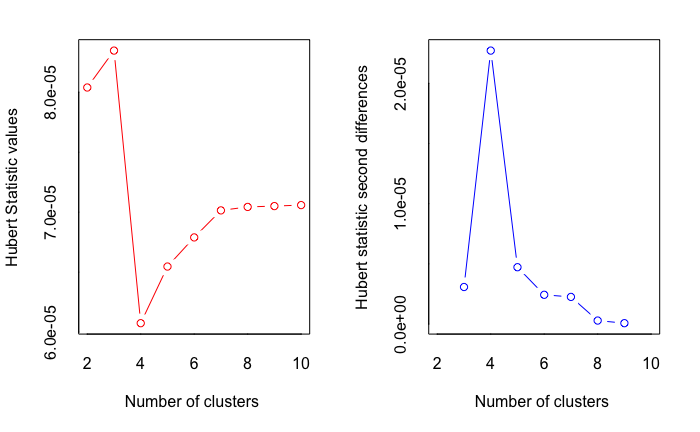 Hubert Statistic values
8.0e-05
7.0e-05
6.0e-05
2 4 6 8 10
Number of clusters
Hubert statistic second differences
2.0e-05
1.0e-05
0.0e+00
2 4 6 8 10
Number of clusters